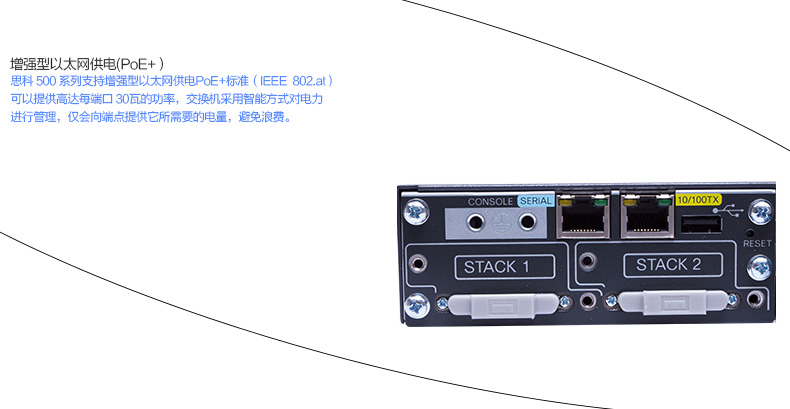 增强型以太网供电(PoE+ )
思科 500 系列支持增强型以太网供电PoE+标准（IEEE 802.at）
可以提供高达每端口 30瓦的功率，交换机采用智能方式对电力
进行管理，仅会向端点提供它所需要的电量，避免浪费。
CONSOLE SERIAL 10/100TX
RESET
STACK 1 STACK 2